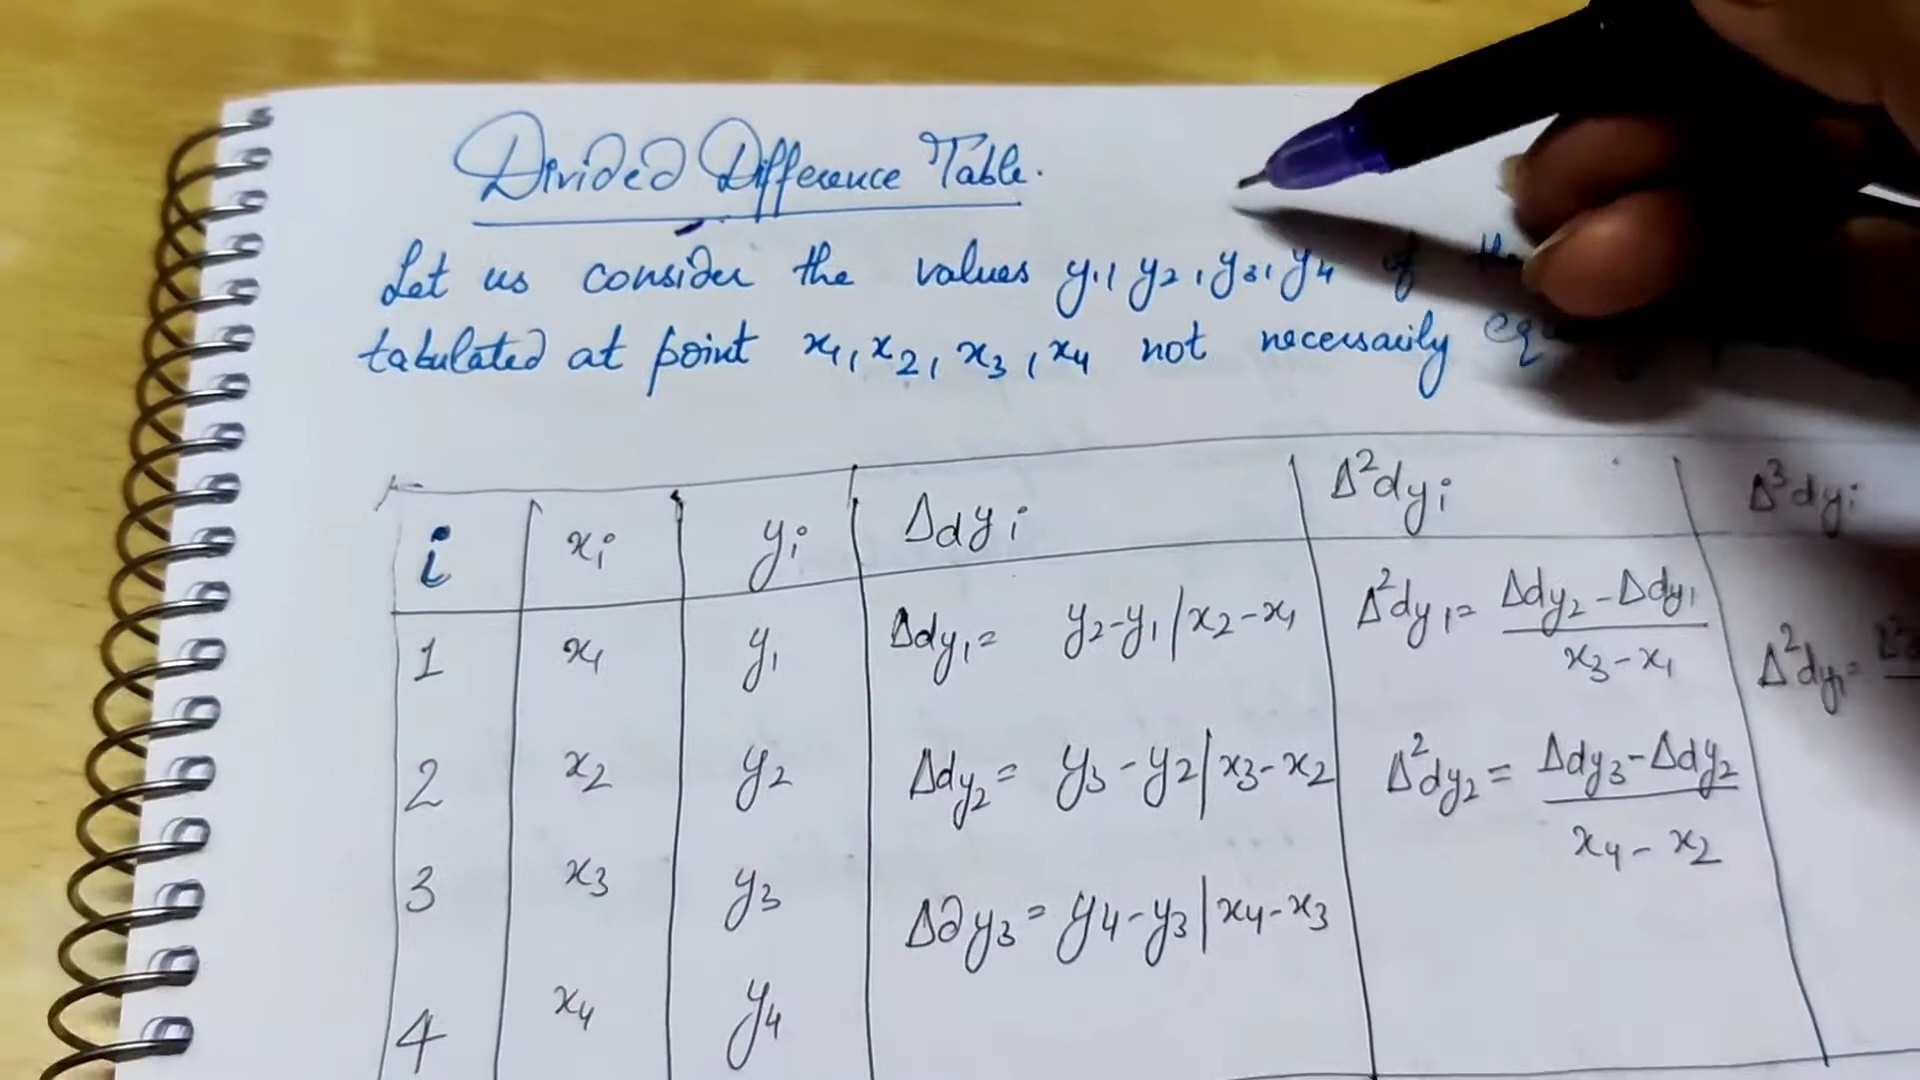 Divided Difference Table.
Let us consider the values y1, y2, y3, y4 of
tabulated at point x1, x2, x3, x4 not necessarily
i xi yi Δdyi Δ²dyi Δ³dyi
1 x1 y1 Δdy1= y2-y1/x2-x1 Δ²dy1= Δdy2-Δdy1/x3-x1 Δ²dy1=
2 x2 y2 Δdy2= y3-y2/x3-x2 Δ²dy2= Δdy3-Δdy2/x4-x2
3 x3 y3 Δdy3= y4-y3/x4-x3
4 x4 y4